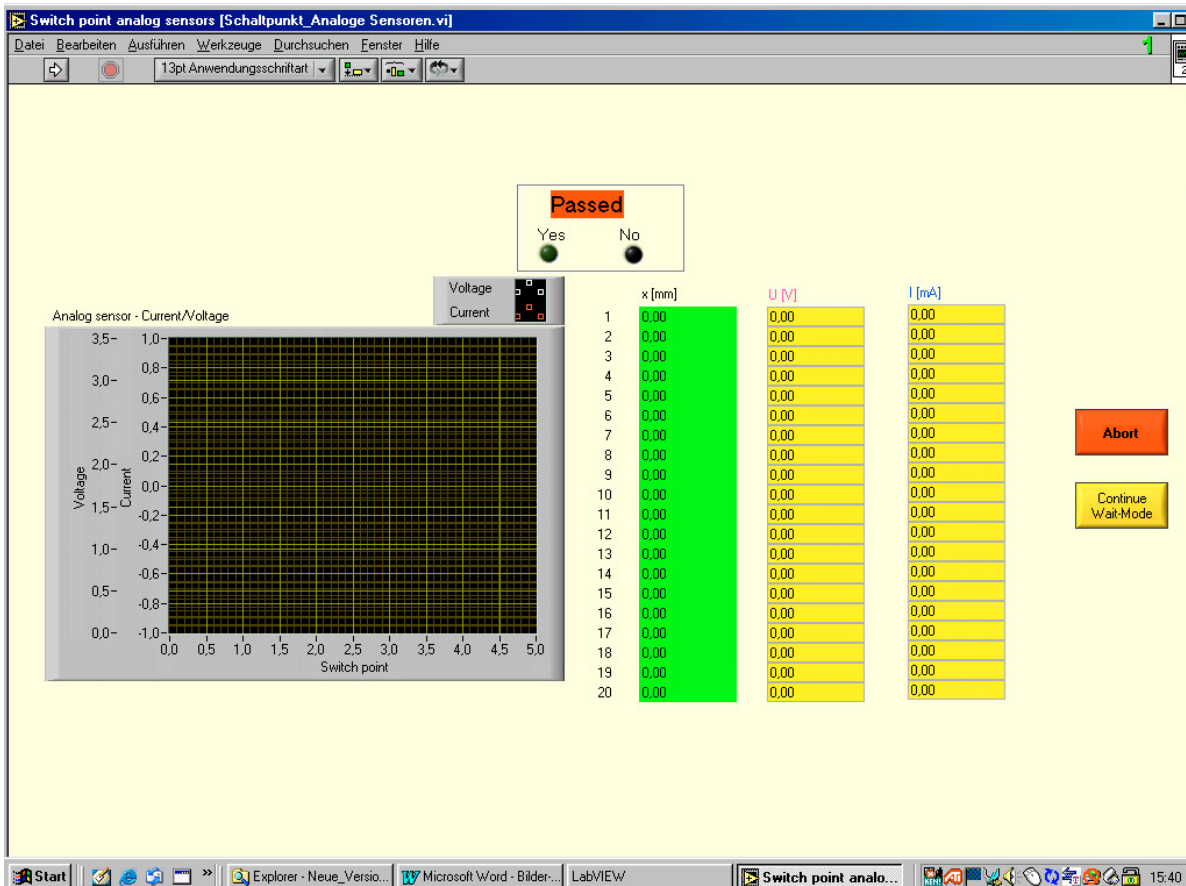 Switch point analog sensors [Schaltpunkt_Analoge Sensoren.vi]
Datei Bearbeiten Ausführen Werkzeuge Durchsuchen Fenster Hilfe
1
13pt Anwendungsschriftart
2
Passed
Yes No
Voltage
Current
Analog sensor - Current/Voltage
3,5
3,0
2,5
2,0
1,5
1,0
0,5
0,0
Voltage
1,0
0,8
0,6
0,4
0,2
0,0
-0,2
-0,4
-0,6
-0,8
-1,0
Current
0,0 0,5 1,0 1,5 2,0 2,5 3,0 3,5 4,0 4,5 5,0
Switch point
x [mm] U [V] I [mA]
1 0,00 0,00 0,00
2 0,00 0,00 0,00
3 0,00 0,00 0,00
4 0,00 0,00 0,00
5 0,00 0,00 0,00
6 0,00 0,00 0,00
7 0,00 0,00 0,00
8 0,00 0,00 0,00
9 0,00 0,00 0,00
10 0,00 0,00 0,00
11 0,00 0,00 0,00
12 0,00 0,00 0,00
13 0,00 0,00 0,00
14 0,00 0,00 0,00
15 0,00 0,00 0,00
16 0,00 0,00 0,00
17 0,00 0,00 0,00
18 0,00 0,00 0,00
19 0,00 0,00 0,00
20 0,00 0,00 0,00
Abort
Continue
Wait-Mode
Start » Explorer - Neue_Versio... Microsoft Word - Bilder-... LabVIEW Switch point analo... 15:40